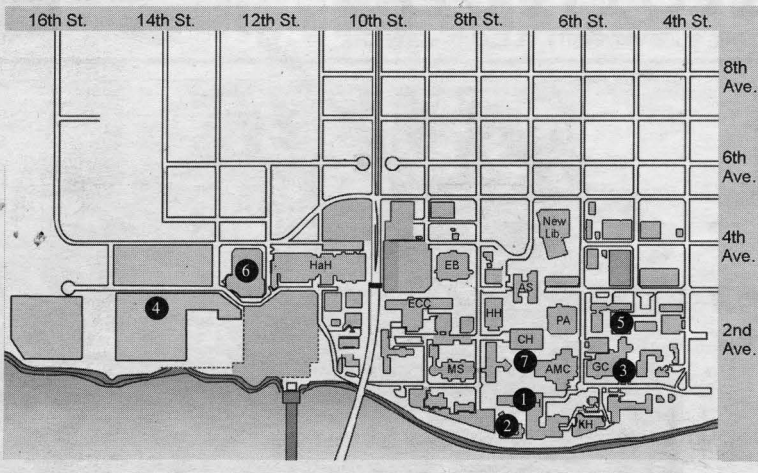 16th St. 14th St. 12th St. 10th St. 8th St. 6th St. 4th St.
8th
Ave.
6th
Ave.
New
Lib.
4th
Ave.
HaH
6
EB
AS
4
ECC
HH
PA
5
2nd
Ave.
CH
7
MS
AMC
GC
3
1
2
KH